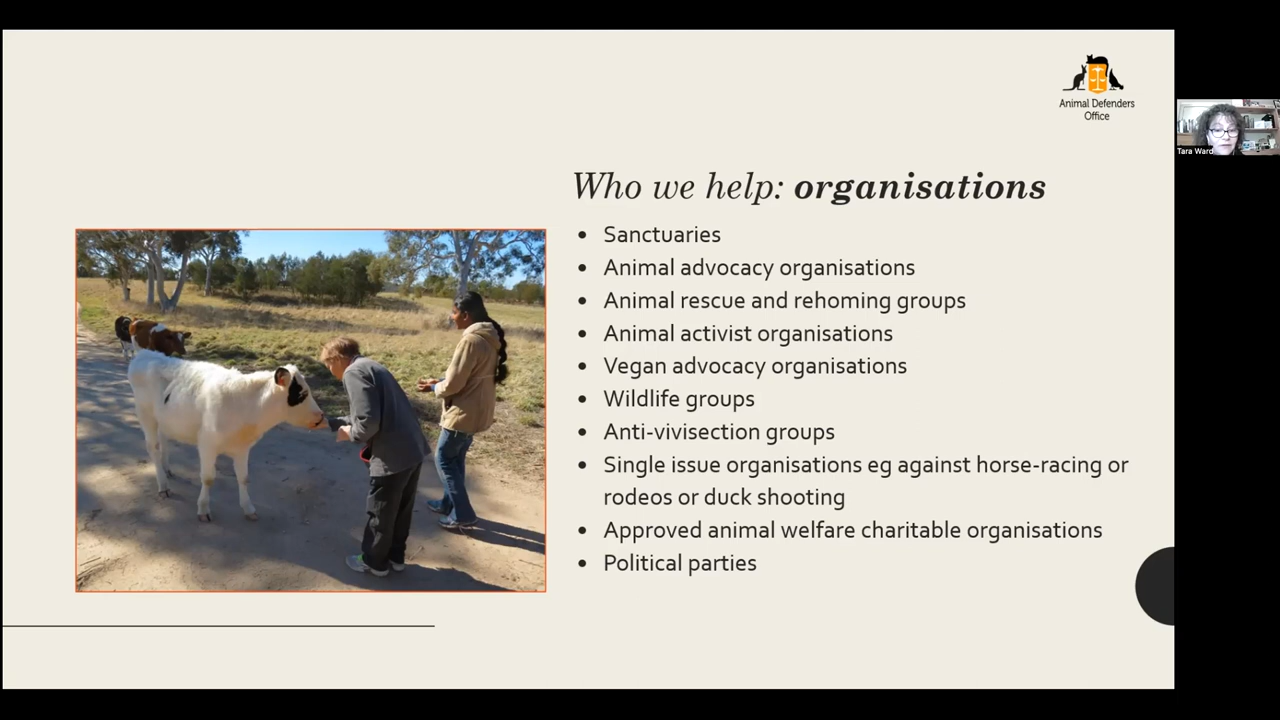 Animal Defenders
Office
Tara Ward
Who we help: organisations
• Sanctuaries
• Animal advocacy organisations
• Animal rescue and rehoming groups
• Animal activist organisations
• Vegan advocacy organisations
• Wildlife groups
• Anti-vivisection groups
• Single issue organisations eg against horse-racing or
rodeos or duck shooting
• Approved animal welfare charitable organisations
• Political parties